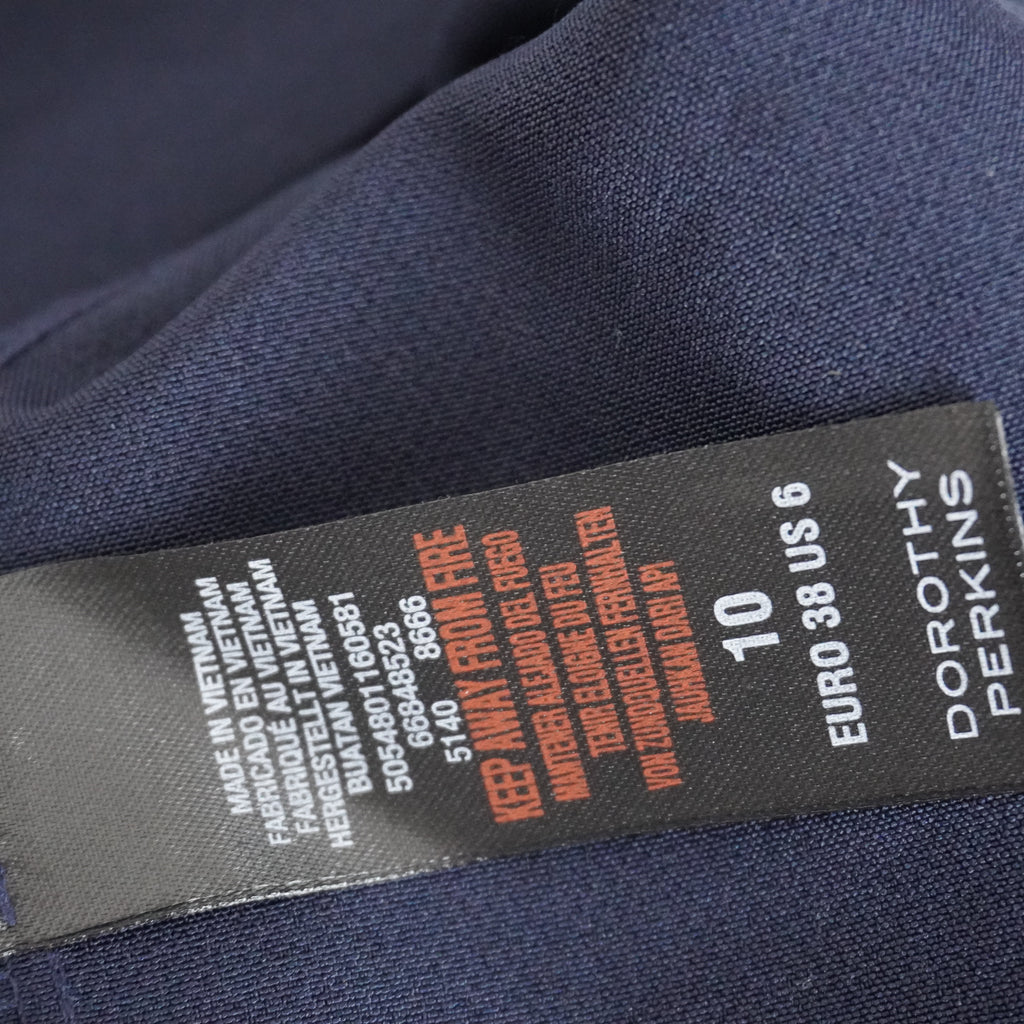 DOROTHY
PERKINS
EURO 38 US 6
10
JAUHKAN DARI API
VON ZÜNDQUELLEN FERNHALTEN
TENIR ELOIGNE DU FEU
MANTENER ALEJADO DEL FUEGO
KEEP AWAY FROM FIRE
5140 8666
66848523
5054801160581
BUATAN VIETNAM
HERGESTELLT IN VIETNAM
FABRIQUÉ AU VIETNAM
FABRICADO EN VIETNAM
MADE IN VIETNAM